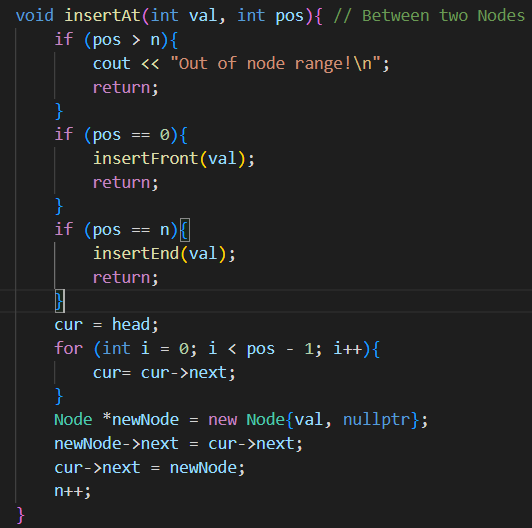 void insertAt(int val, int pos){ // Between two Nodes
    if (pos > n){
        cout << "Out of node range!\n";
        return;
    }
    if (pos == 0){
        insertFront(val);
        return;
    }
    if (pos == n){
        insertEnd(val);
        return;
    }
    cur = head;
    for (int i = 0; i < pos - 1; i++){
        cur= cur->next;
    }
    Node *newNode = new Node{val, nullptr};
    newNode->next = cur->next;
    cur->next = newNode;
    n++;
}